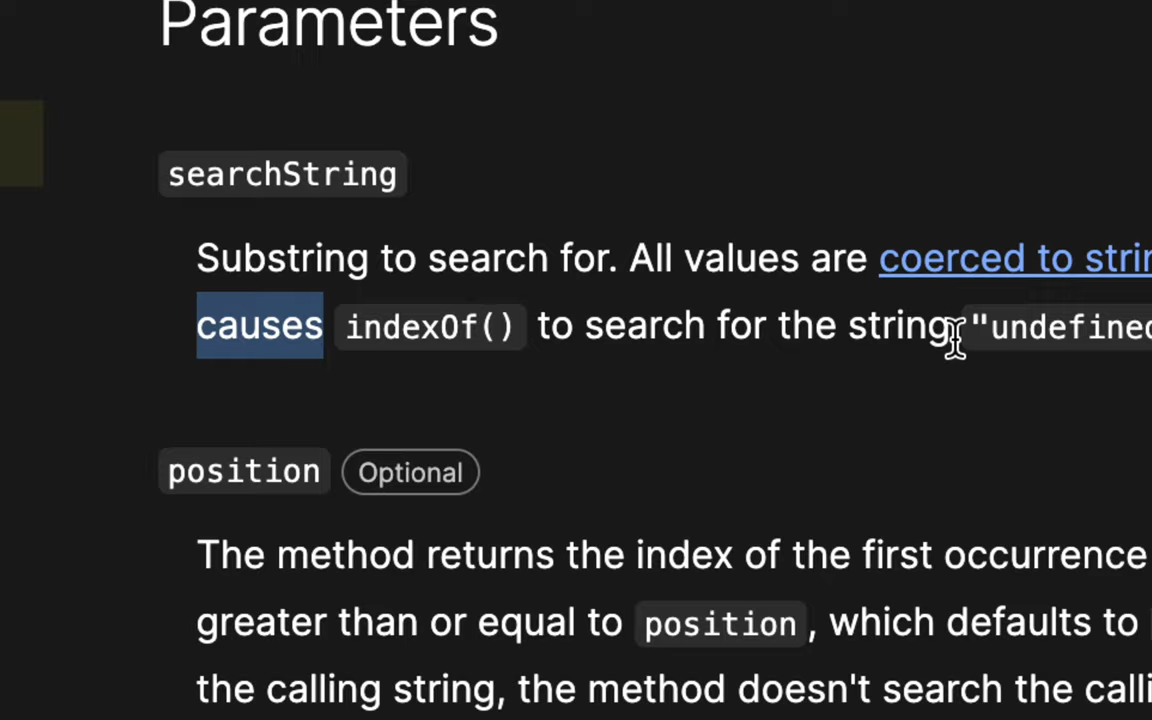 Parameters
searchString
Substring to search for. All values are coerced to
causes indexOf() to search for the string "undefined
position Optional
The method returns the index of the first occurrence
greater than or equal to position, which defaults to
the calling string, the method doesn't search the